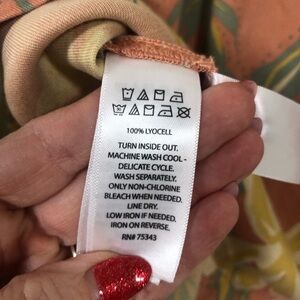 100% LYOCELL
TURN INSIDE OUT.
MACHINE WASH COOL -
DELICATE CYCLE.
WASH SEPARATELY.
ONLY NON-CHLORINE
BLEACH WHEN NEEDED.
LINE DRY.
LOW IRON IF NEEDED.
IRON ON REVERSE.
RN# 75343